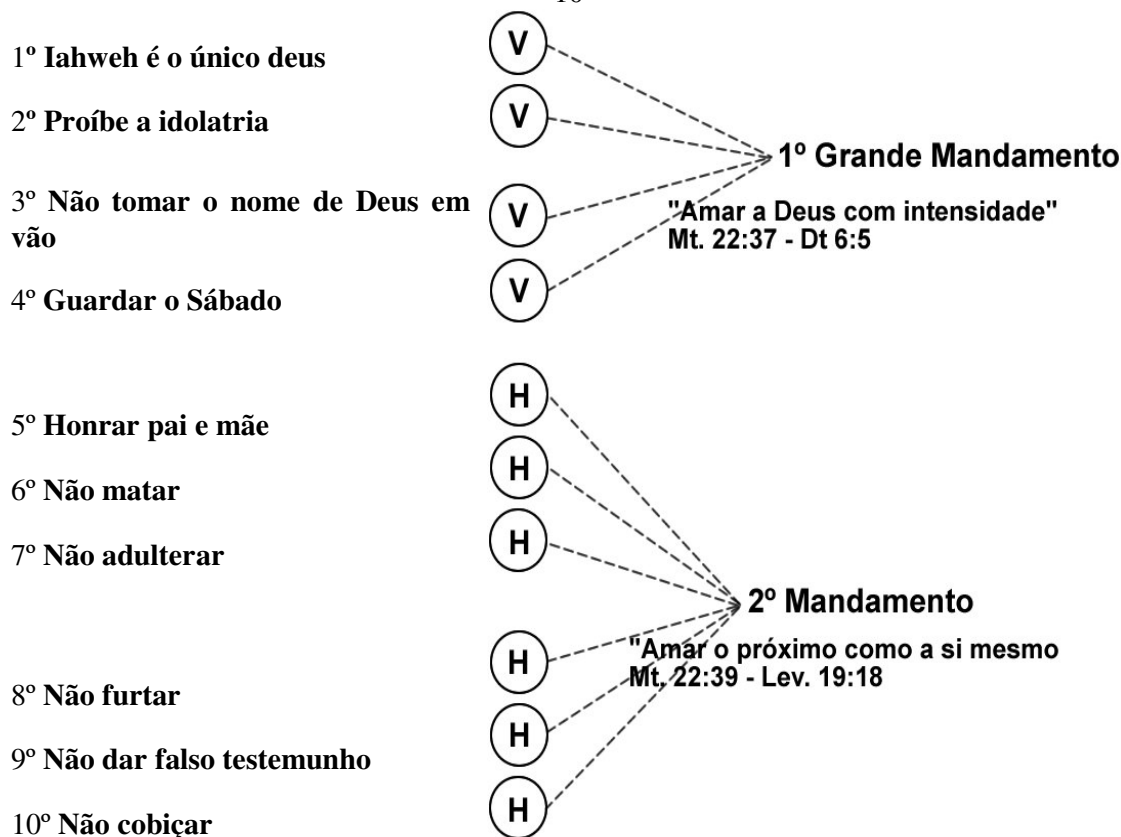 1º Iahweh é o único deus
V
2º Proíbe a idolatria
V
1º Grande Mandamento
3º Não tomar o nome de Deus em
vão
V
"Amar a Deus com intensidade"
Mt. 22:37 - Dt 6:5
4º Guardar o Sábado
V
5º Honrar pai e mãe
H
6º Não matar
H
7º Não adulterar
H
2º Mandamento
"Amar o próximo como a si mesmo
Mt. 22:39 - Lev. 19:18
8º Não furtar
H
9º Não dar falso testemunho
H
10º Não cobiçar
H